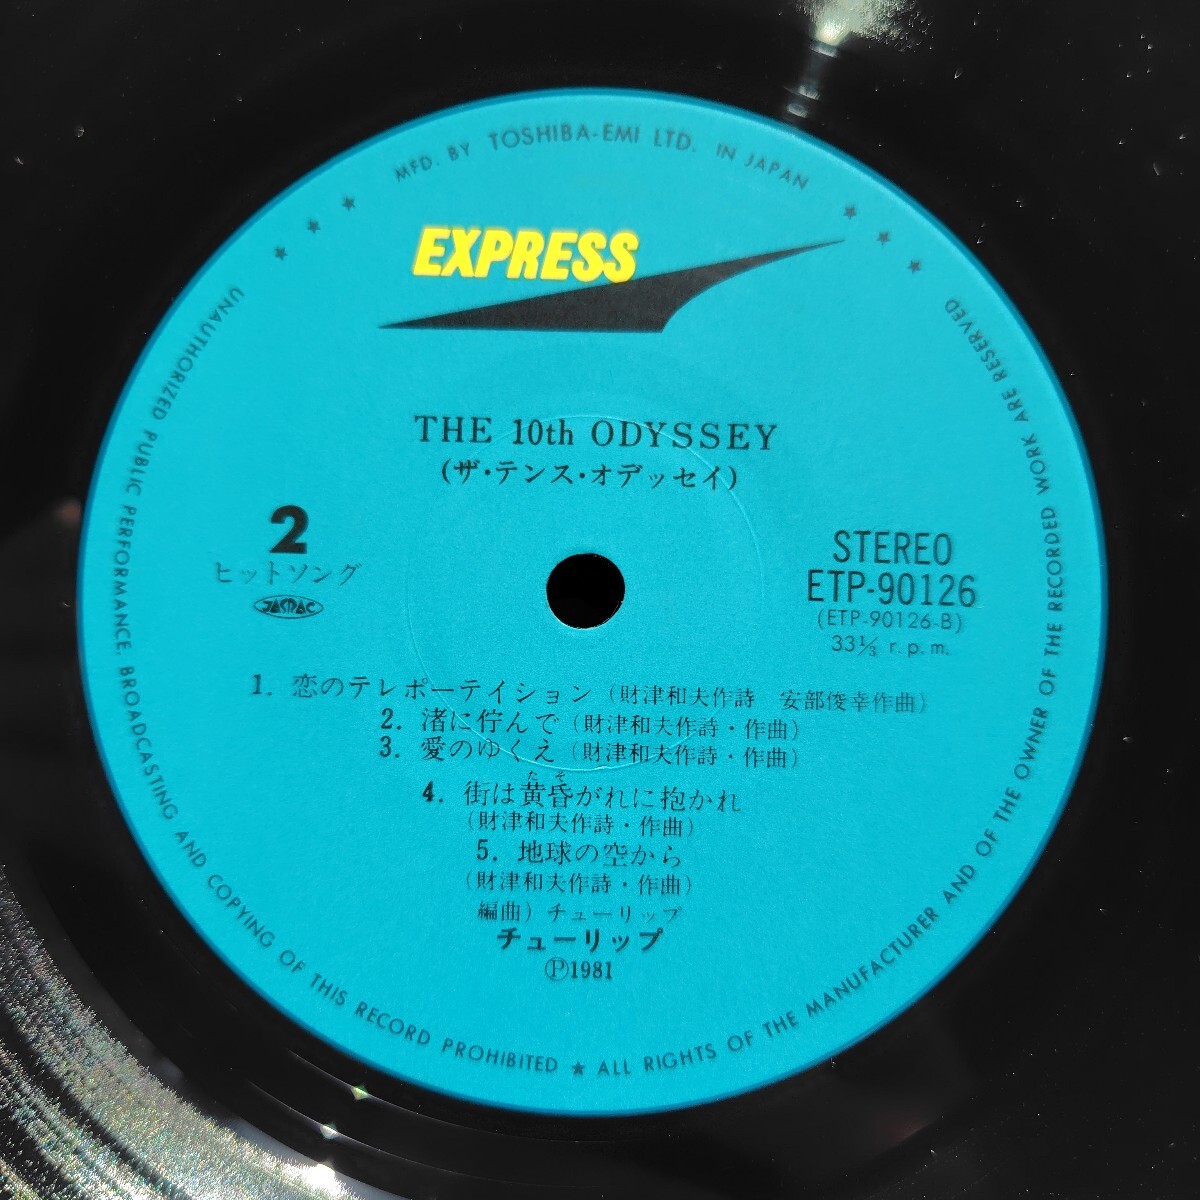 MFD. BY TOSHIBA-EMI LTD. IN JAPAN
EXPRESS
THE 10th ODYSSEY
(ザ・テンス・オデッセイ)
2
ヒットソング
JASRAC
STEREO
ETP-90126
(ETP-90126-B)
33⅓ r.p.m.
1. 恋のテレポーテイション (財津和夫作詩 安部俊幸作曲)
2. 渚に佇んで (財津和夫作詩・作曲)
3. 愛のゆくえ (財津和夫作詩・作曲)
たそ
4. 街は黄昏がれに抱かれ
(財津和夫作詩・作曲)
5. 地球の空から
(財津和夫作詩・作曲)
編曲) チューリップ
チューリップ
Ⓟ1981
UNAUTHORIZED PUBLIC PERFORMANCE, BROADCASTING AND COPYING OF THIS RECORD PROHIBITED ★ ALL RIGHTS OF THE MANUFACTURER AND OF THE OWNER OF THE RECORDED WORK ARE RESERVED